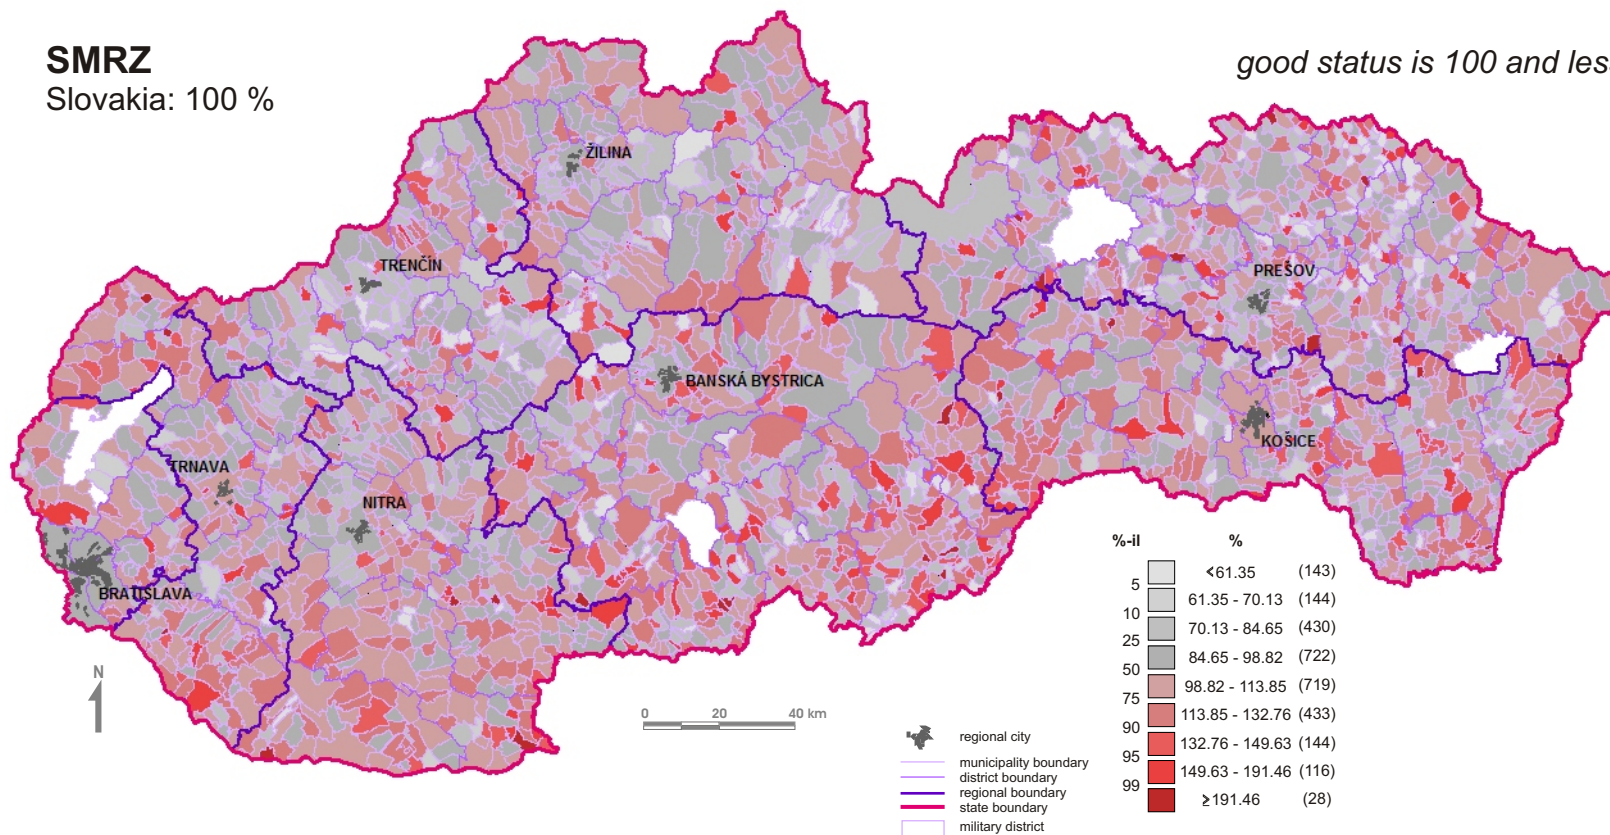 SMRZ
Slovakia: 100 %
good status is 100 and les
ŽILINA
TRENČÍN
PREŠOV
BANSKÁ BYSTRICA
KOŠICE
TRNAVA
NITRA
BRATISLAVA
N
0 20 40 km
regional city
municipality boundary
district boundary
regional boundary
state boundary
military district
%-il %
<61.35 (143)
5
61.35 - 70.13 (144)
10
70.13 - 84.65 (430)
25
84.65 - 98.82 (722)
50
98.82 - 113.85 (719)
75
113.85 - 132.76 (433)
90
132.76 - 149.63 (144)
95
149.63 - 191.46 (116)
99
≥191.46 (28)